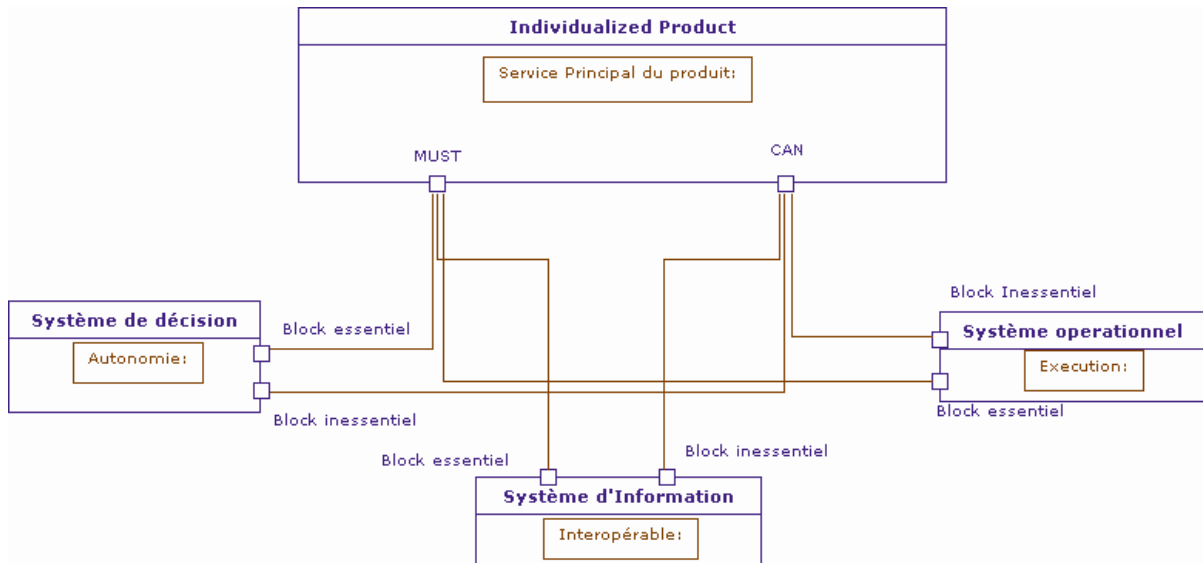 Individualized Product
Service Principal du produit:
MUST
CAN
Block Inessentiel
Système de décision
Block essentiel
Système operationnel
Autonomie:
Execution:
Block inessentiel
Block essentiel
Block essentiel
Block inessentiel
Système d'Information
Interopérable: